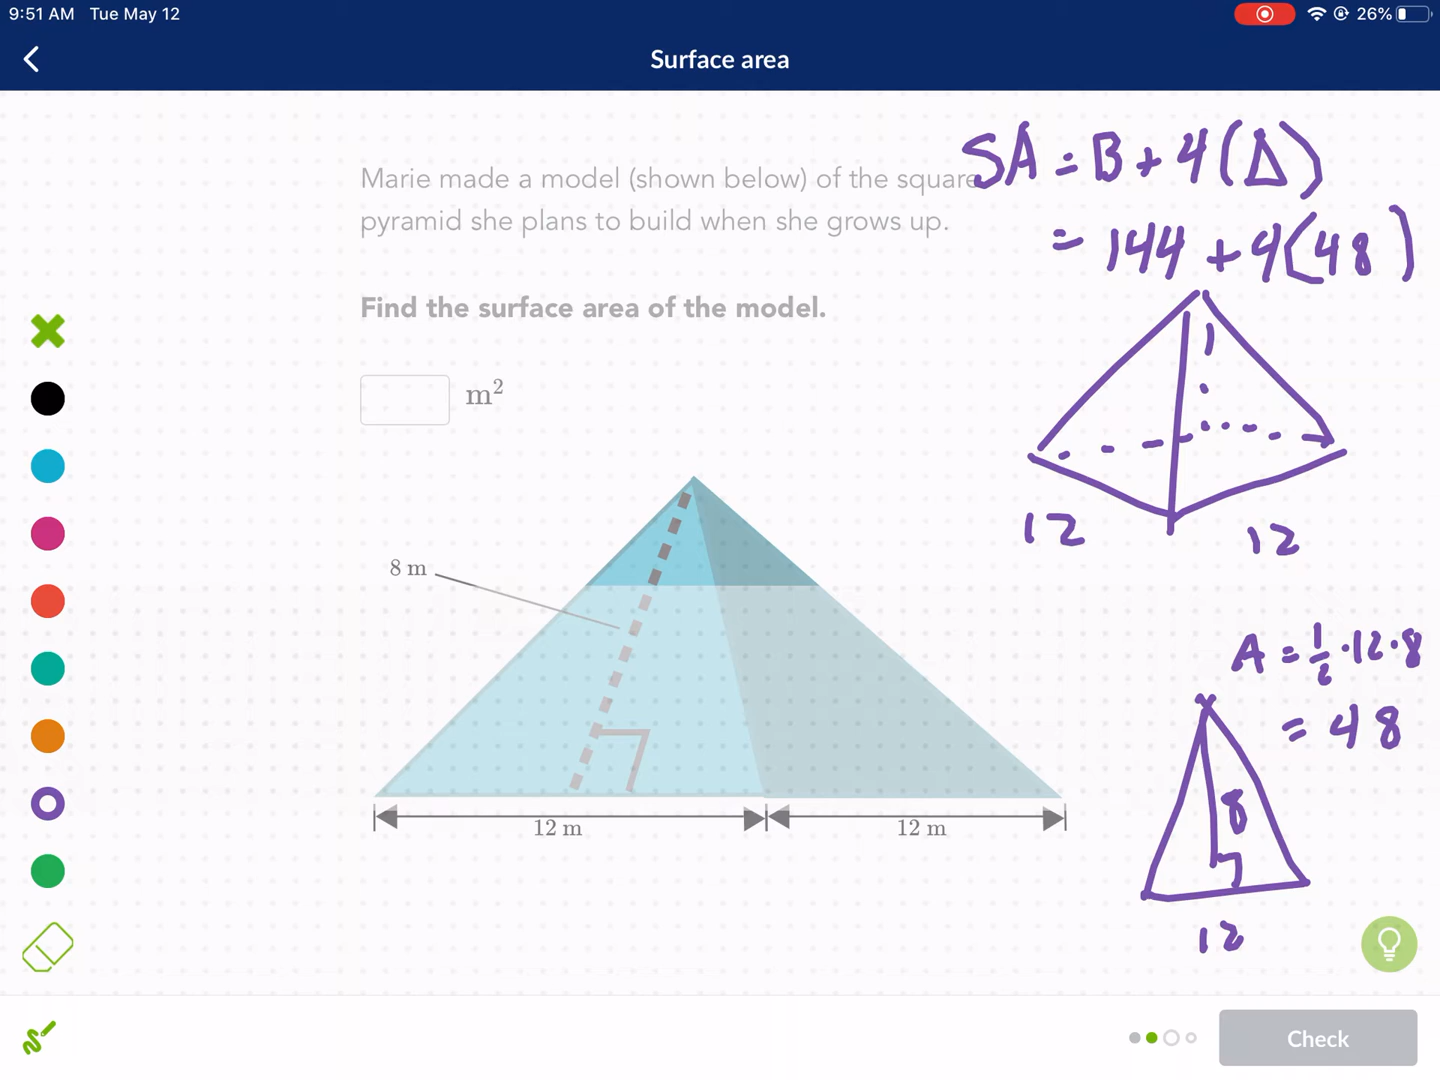 9:51 AM Tue May 12
26%
Surface area
Marie made a model (shown below) of the square
pyramid she plans to build when she grows up.
Find the surface area of the model.
m²
SA = B + 4(Δ)
= 144 + 4(48)
12
12
8 m
12 m
12 m
A = 1/2 · 12 · 8
= 48
8
12
Check